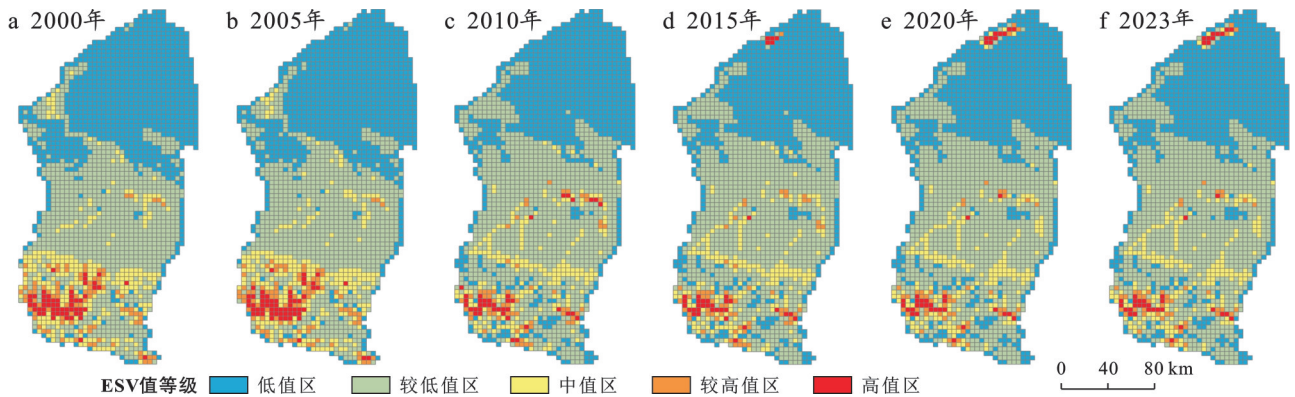 a 2000年
b 2005年
c 2010年
d 2015年
e 2020年
f 2023年
ESV值等级 低值区 较低值区 中值区 较高值区 高值区
0 40 80 km